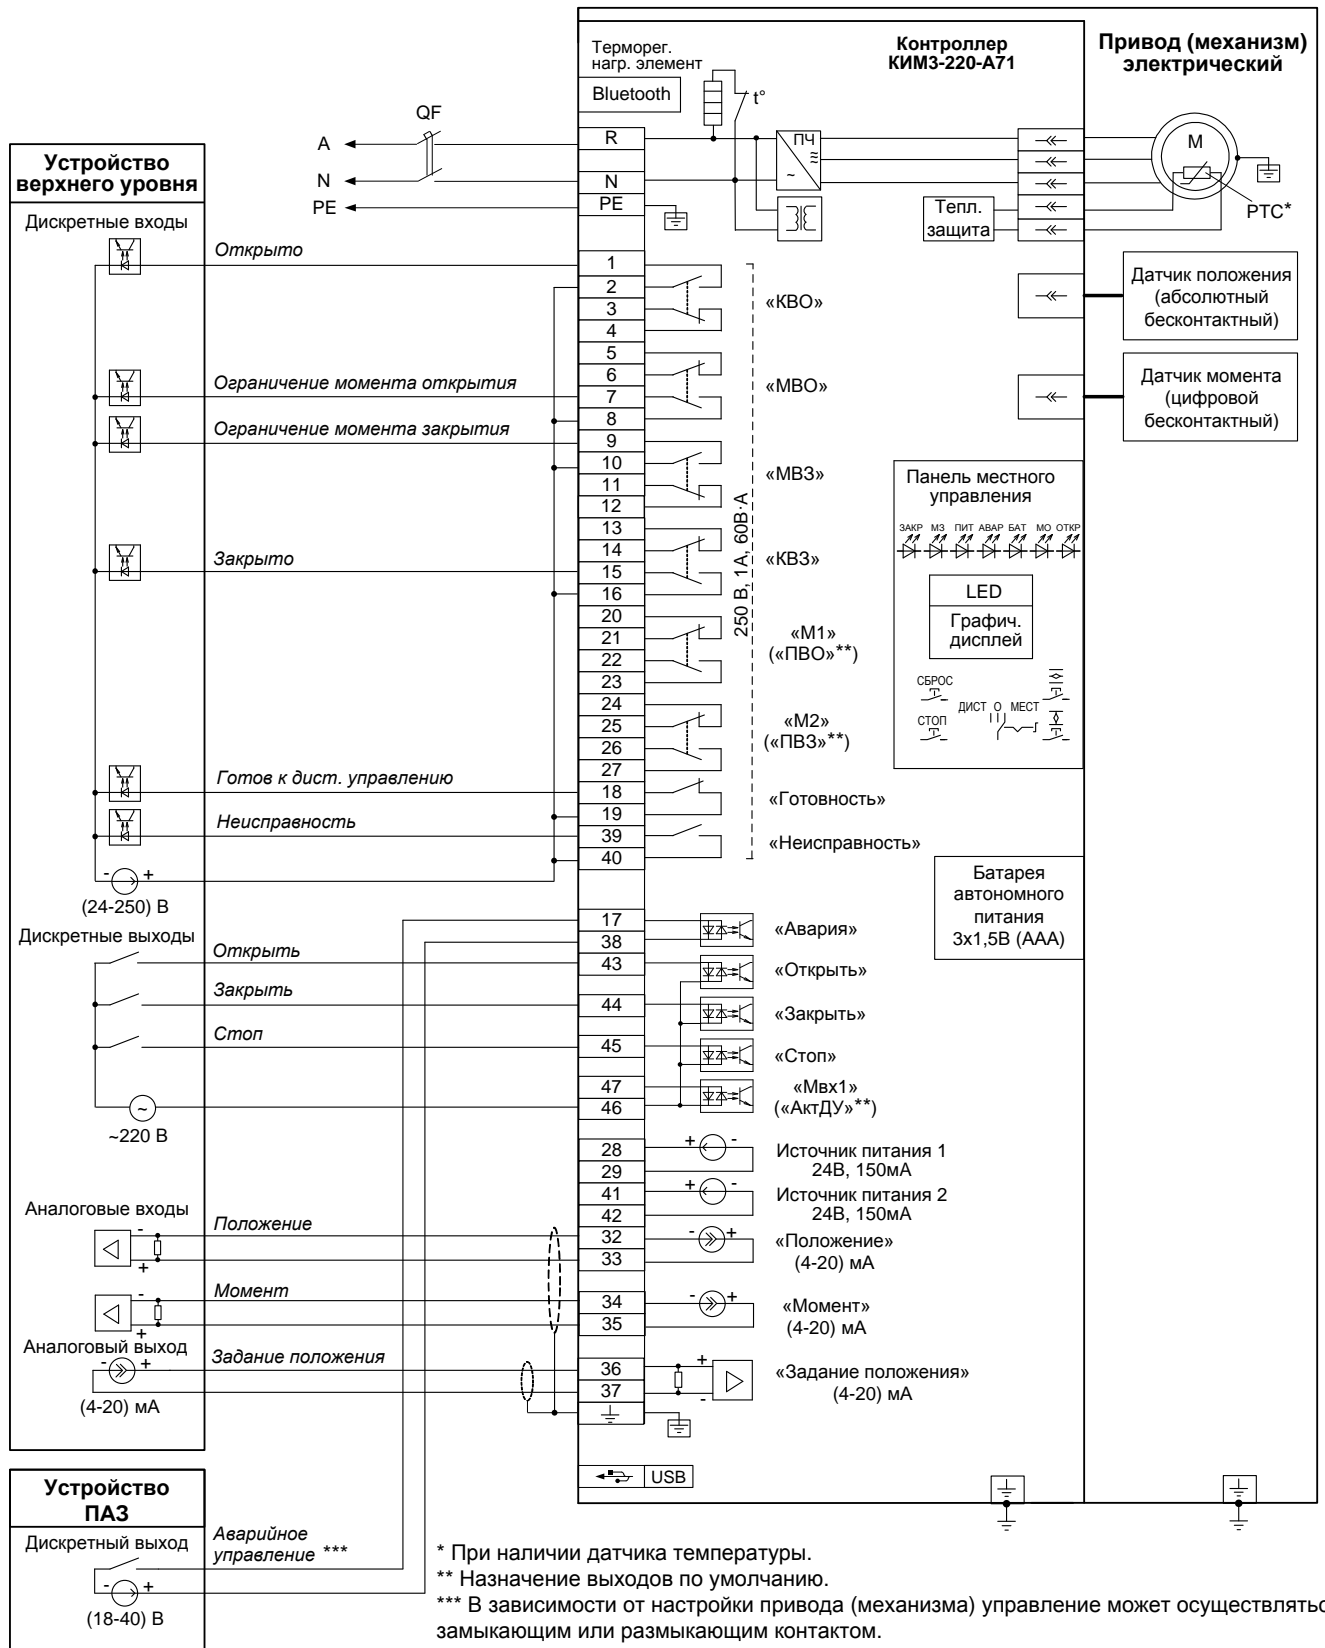 Контроллер
КИМ3-220-А71
Привод (механизм)
электрический
Терморег.
нагр. элемент
Bluetooth
t°
QF
A
N
PE
R
N
PE
ПЧ
≈
~
M
PTC*
Тепл.
защита
Устройство
верхнего уровня
Дискретные входы
Открыто
1
2
3
4
«КВО»
Датчик положения
(абсолютный
бесконтактный)
Ограничение момента открытия
5
6
7
8
«МВО»
Датчик момента
(цифровой
бесконтактный)
Ограничение момента закрытия
9
10
11
12
«МВЗ»
Закрыто
13
14
15
16
«КВЗ»
250 В, 1А, 60В·А
20
21
22
23
«М1»
(«ПВО»**)
24
25
26
27
«М2»
(«ПВЗ»**)
Панель местного
управления
ЗАКР МЗ ПИТ АВАР БАТ МО ОТКР
LED
Графич.
дисплей
СБРОС
СТОП
ДИСТ О МЕСТ
Готов к дист. управлению
18
19
«Готовность»
Неисправность
39
40
«Неисправность»
- +
(24-250) В
Батарея
автономного
питания
3х1,5В (ААА)
Дискретные выходы
17
38
«Авария»
Открыть
43
«Открыть»
Закрыть
44
«Закрыть»
Стоп
45
«Стоп»
47
46
«Мвх1»
(«АктДУ»**)
~
~220 В
28
29
+ -
Источник питания 1
24В, 150мА
41
42
+ -
Источник питания 2
24В, 150мА
Аналоговые входы
-
+
Положение
32
33
- +
«Положение»
(4-20) мА
-
+
Момент
34
35
- +
«Момент»
(4-20) мА
Аналоговый выход
- +
(4-20) мА
Задание положения
36
37
+
-
«Задание положения»
(4-20) мА
USB
Устройство
ПАЗ
Дискретный выход
- +
(18-40) В
Аварийное
управление ***
* При наличии датчика температуры.
** Назначение выходов по умолчанию.
*** В зависимости от настройки привода (механизма) управление может осуществлятьс
замыкающим или размыкающим контактом.